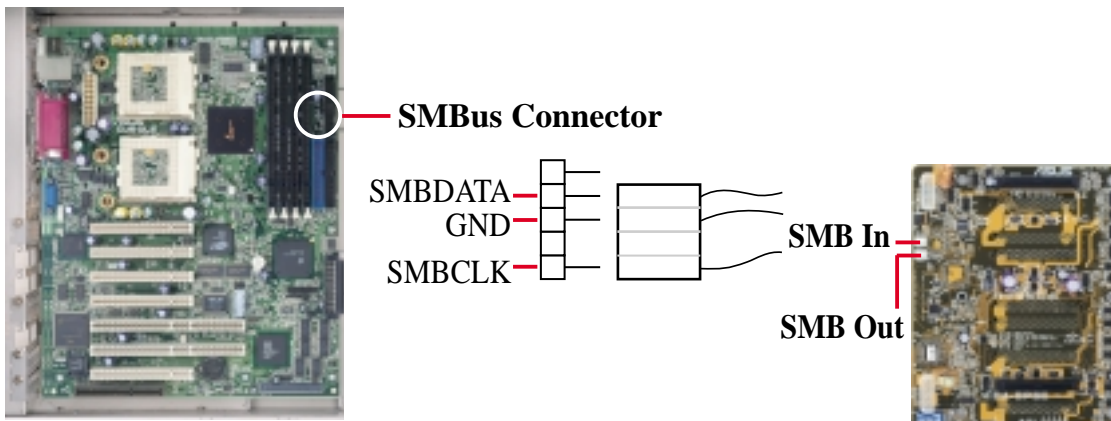 SMBus Connector
SMBDATA
GND
SMBCLK
SMB In
SMB Out